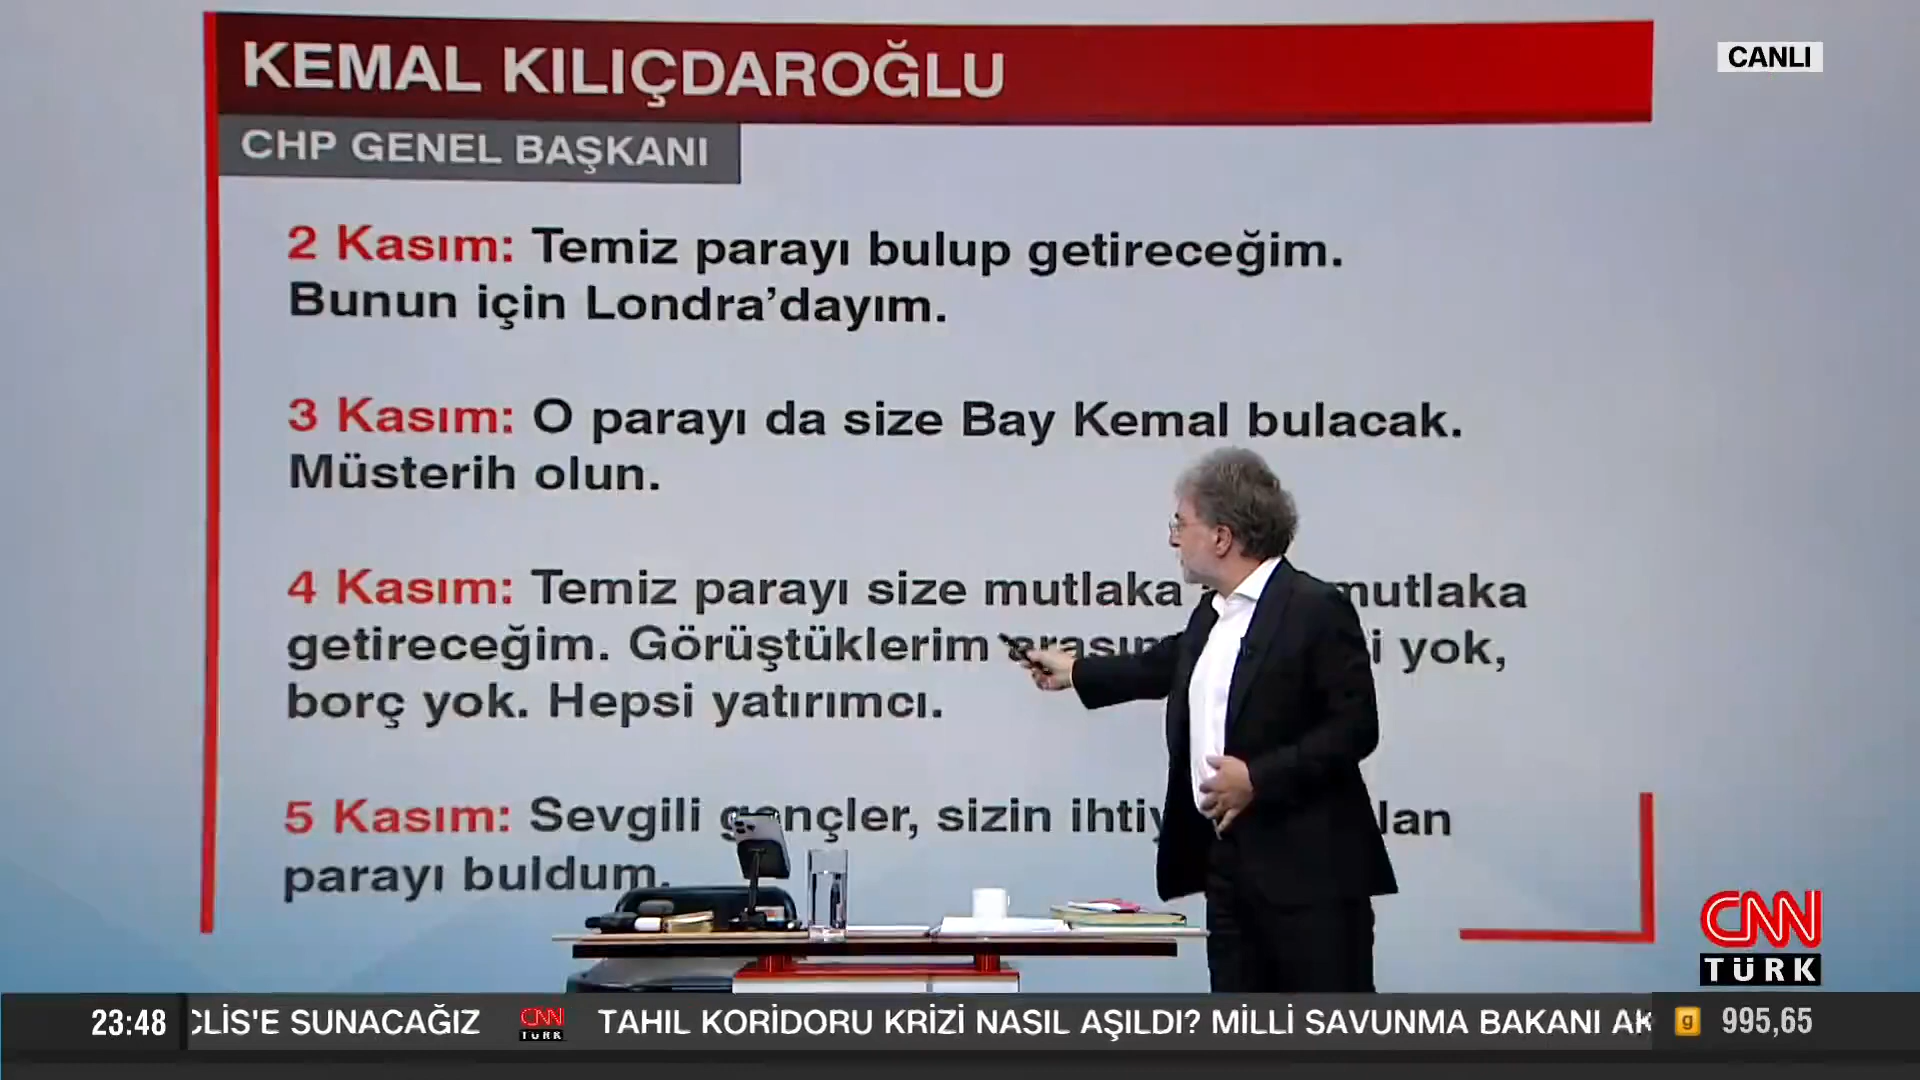 KEMAL KILIÇDAROĞLU
CANLI
CHP GENEL BAŞKANI
2 Kasım: Temiz parayı bulup getireceğim.
Bunun için Londra’dayım.
3 Kasım: O parayı da size Bay Kemal bulacak.
Müsterih olun.
4 Kasım: Temiz parayı size mutlaka mutlaka
getireceğim. Görüştüklerim yok,
borç yok. Hepsi yatırımcı.
5 Kasım: Sevgili gençler, sizin
parayı buldum.
CNN
TÜRK
23:48 CLİS'E SUNACAĞIZ CNN TÜRK TAHIL KORİDORU KRİZİ NASIL AŞILDI? MİLLİ SAVUNMA BAKANI AK g 995,65